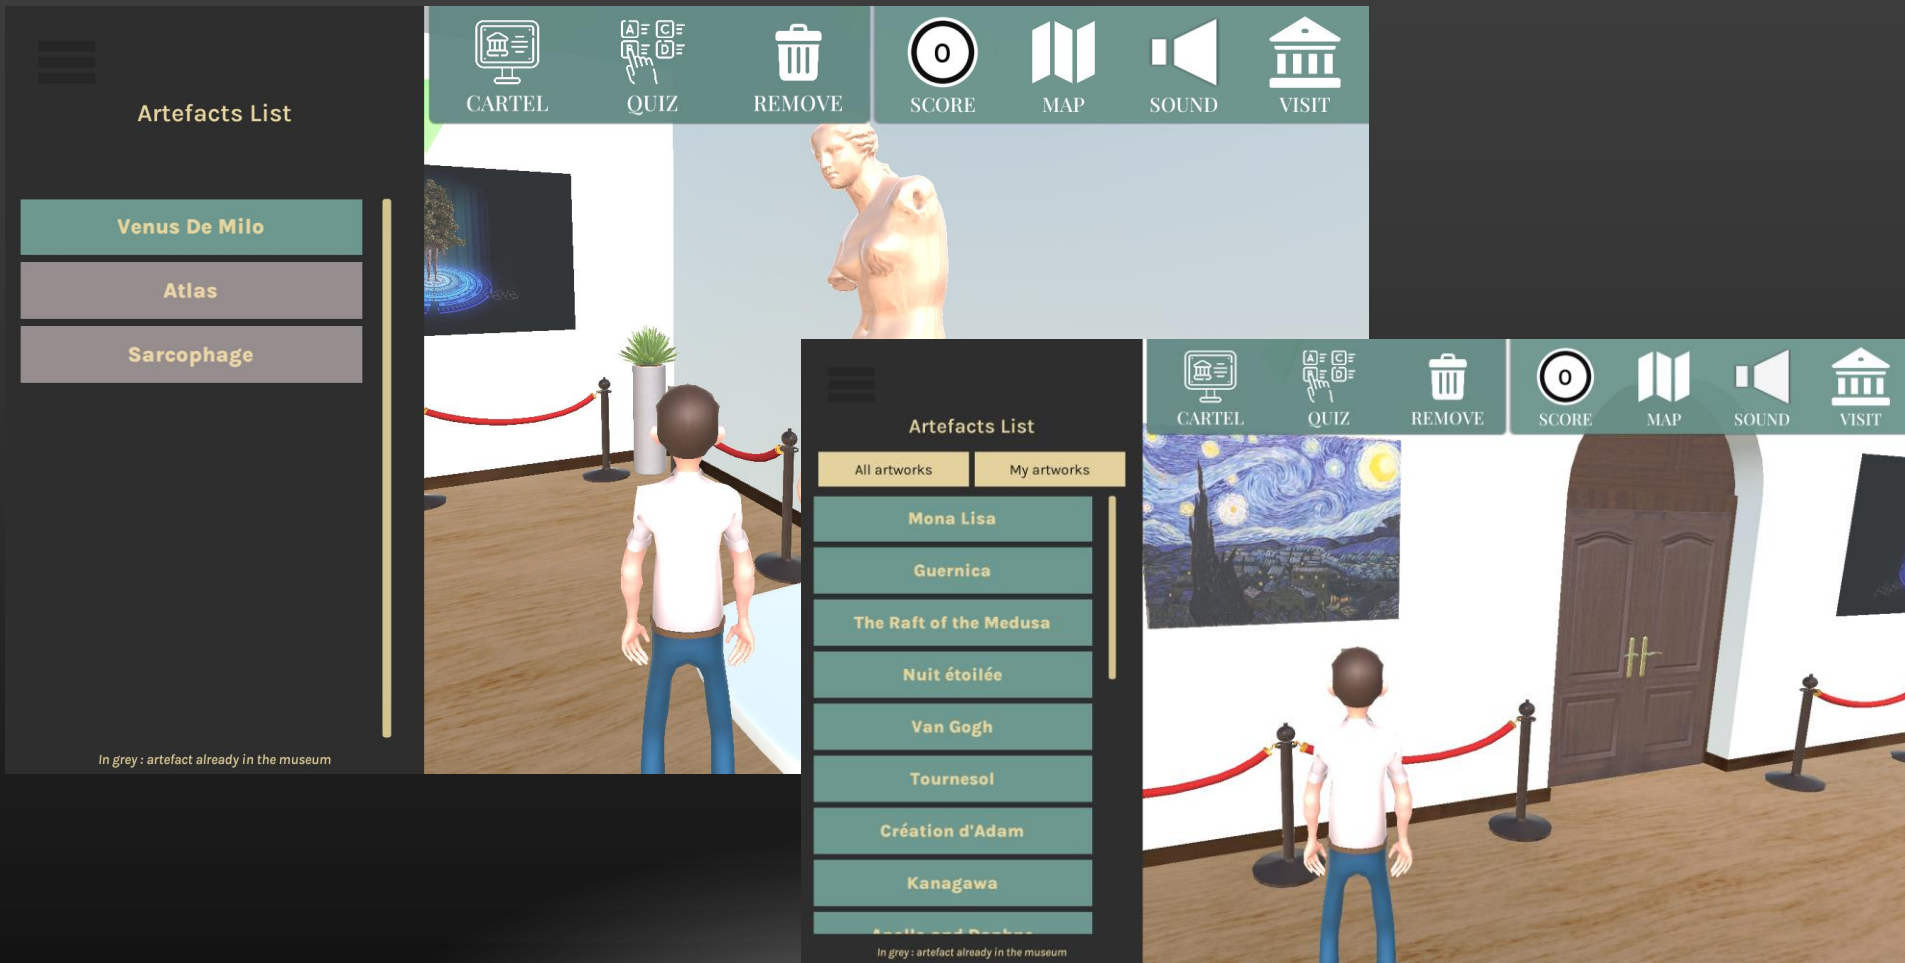 Artefacts List
Venus De Milo
Atlas
Sarcophage
In grey : artefact already in the museum
CARTEL
A C
R D
QUIZ
REMOVE
0
SCORE
MAP
SOUND
VISIT
Artefacts List
All artworks
My artworks
Mona Lisa
Guernica
The Raft of the Medusa
Nuit étoilée
Van Gogh
Tournesol
Création d'Adam
Kanagawa
Apollo and Daphne
In grey : artefact already in the museum
CARTEL
A C
R D
QUIZ
REMOVE
0
SCORE
MAP
SOUND
VISIT